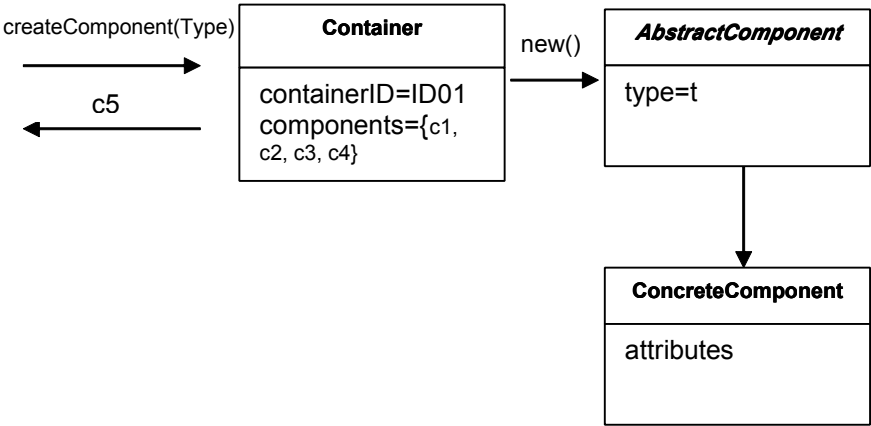 createComponent(Type)
c5
Container
containerID=ID01
components={c1,
c2, c3, c4}
new()
AbstractComponent
type=t
ConcreteComponent
attributes